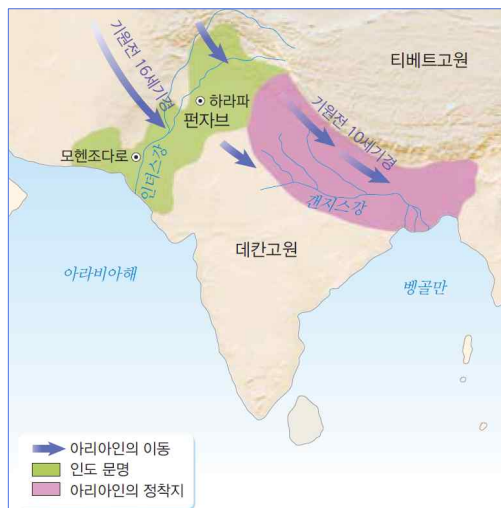 기원전 16세기경
티베트고원
하라파
펀자브
모헨조다로
인더스강
기원전 10세기경
갠지스강
데칸고원
아라비아해
벵골만
아리아인의 이동
인도 문명
아리아인의 정착지